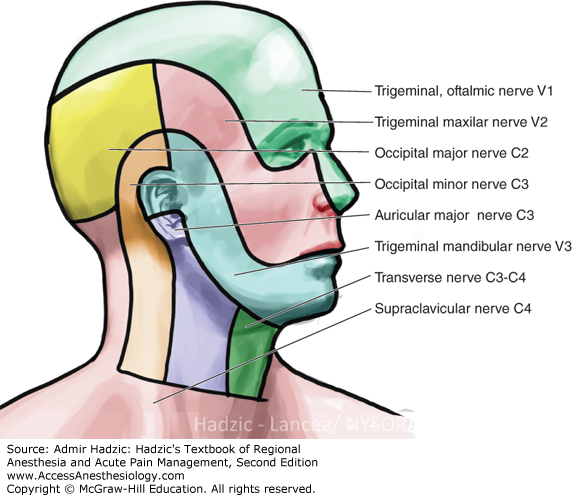 Trigeminal, oftalmic nerve V1
Trigeminal maxilar nerve V2
Occipital major nerve C2
Occipital minor nerve C3
Auricular major nerve C3
Trigeminal mandibular nerve V3
Transverse nerve C3-C4
Supraclavicular nerve C4
Hadzic - Lancea/ NYSORA
Source: Admir Hadzic: Hadzic's Textbook of Regional
Anesthesia and Acute Pain Management, Second Edition
www.AccessAnesthesiology.com
Copyright © McGraw-Hill Education. All rights reserved.